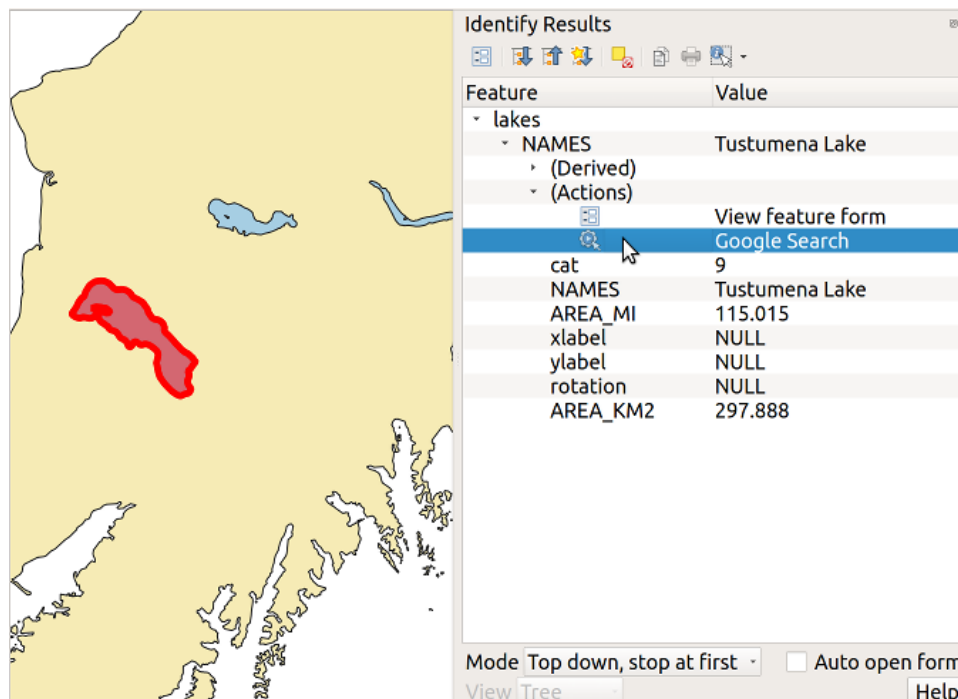 Identify Results
Feature Value
lakes
NAMES Tustumena Lake
(Derived)
(Actions)
View feature form
Google Search
cat 9
NAMES Tustumena Lake
AREA_MI 115.015
xlabel NULL
ylabel NULL
rotation NULL
AREA_KM2 297.888
Mode Top down, stop at first Auto open form
View Tree Help